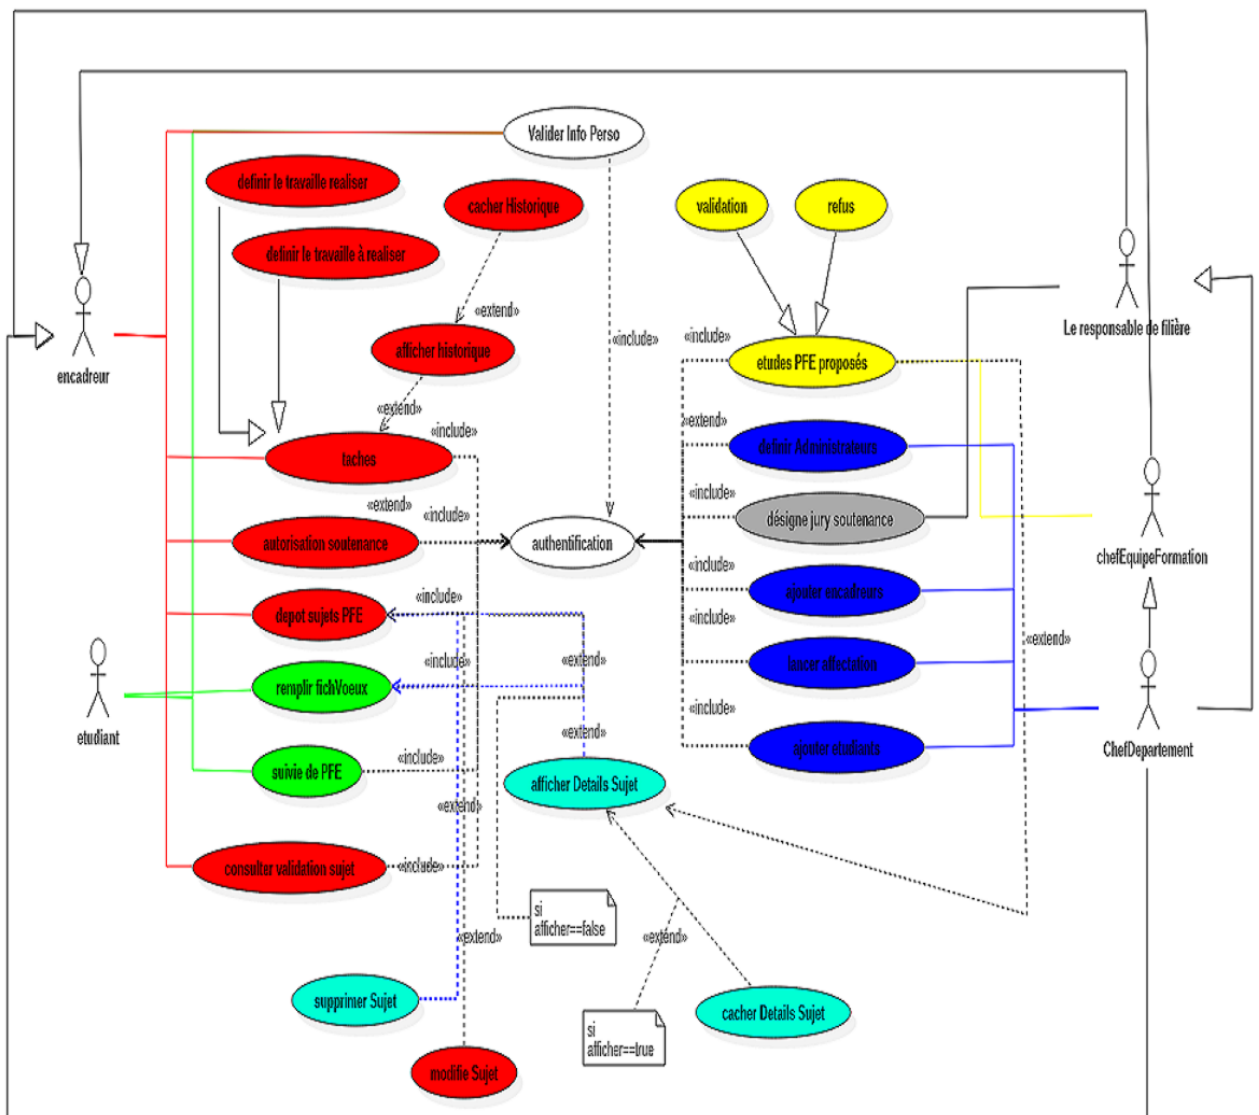 Valider Info Perso
definir le travaille realiser
cacher Historique
validation
refus
definir le travaille à realiser
«extend»
«include»
«include»
Le responsable de filière
afficher historique
etudes PFE proposés
encadreur
«extend»
«include»
«extend»
definir Administrateurs
taches
«extend»
«include»
«include»
désigne jury soutenance
autorisation soutenance
authentification
chefEquipeFormation
«include»
«include»
ajouter encadreurs
depot sujets PFE
«include»
«extend»
«include»
«extend»
lancer affectation
remplir fichVoeux
etudiant
«extend»
«include»
ajouter étudiants
ChefDepartement
«include»
suivie de PFE
afficher Details Sujet
«extend»
consulter validation sujet
«include»
si
afficher==false
«extend»
«extend»
supprimer Sujet
cacher Details Sujet
si
afficher==true
modifie Sujet